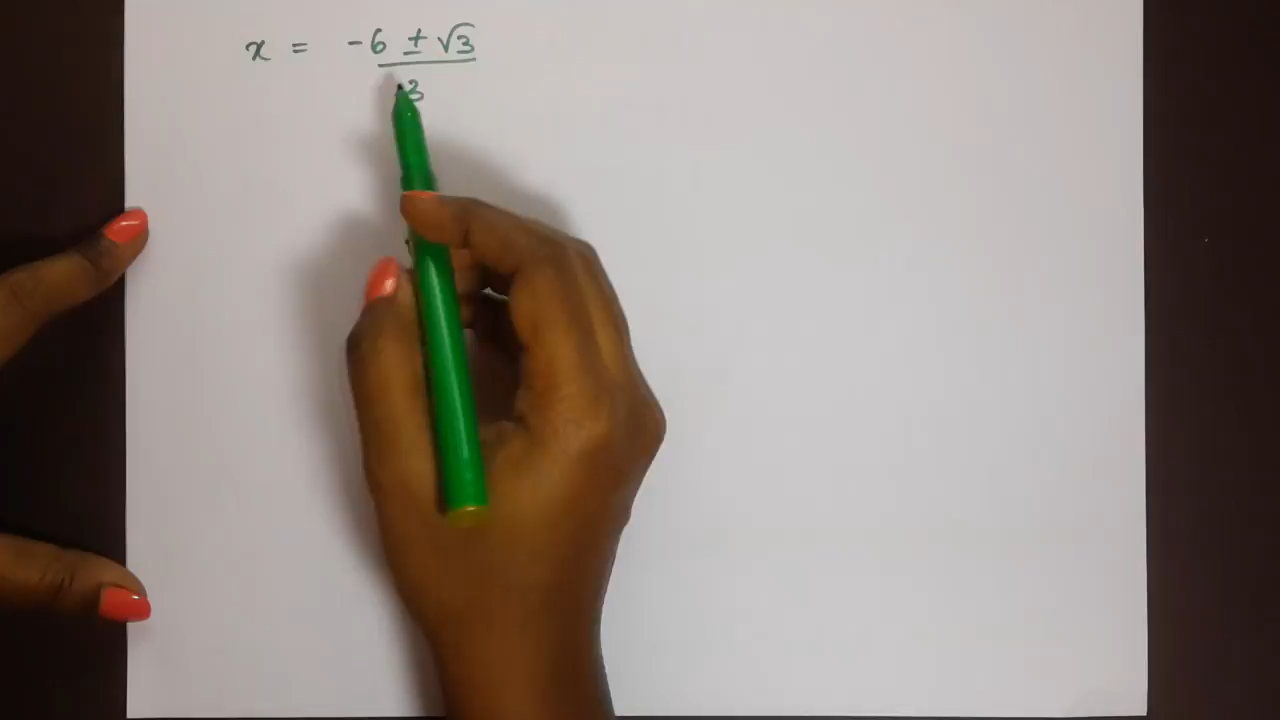 x = -6 ± √3
3